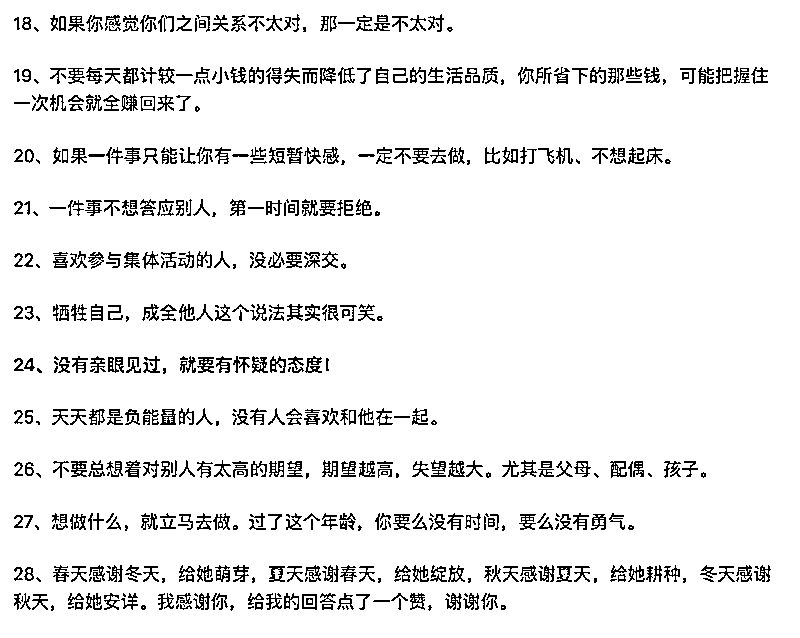 18、如果你感觉你们之间关系不太对，那一定是不太对。
19、不要每天都计较一点小钱的得失而降低了自己的生活品质，你所省下的那些钱，可能把握住
一次机会就全赚回来了。
20、如果一件事只能让你有一些短暂快感，一定不要去做，比如打飞机、不想起床。
21、一件事不想答应别人，第一时间就要拒绝。
22、喜欢参与集体活动的人，没必要深交。
23、牺牲自己，成全他人这个说法其实很可笑。
24、没有亲眼见过，就要有怀疑的态度！
25、天天都是负能量的人，没有人会喜欢和他在一起。
26、不要总想着对别人有太高的期望，期望越高，失望越大。尤其是父母、配偶、孩子。
27、想做什么，就立马去做。过了这个年龄，你要么没有时间，要么没有勇气。
28、春天感谢冬天，给她萌芽，夏天感谢春天，给她绽放，秋天感谢夏天，给她耕种，冬天感谢
秋天，给她安详。我感谢你，给我的回答点了一个赞，谢谢你。